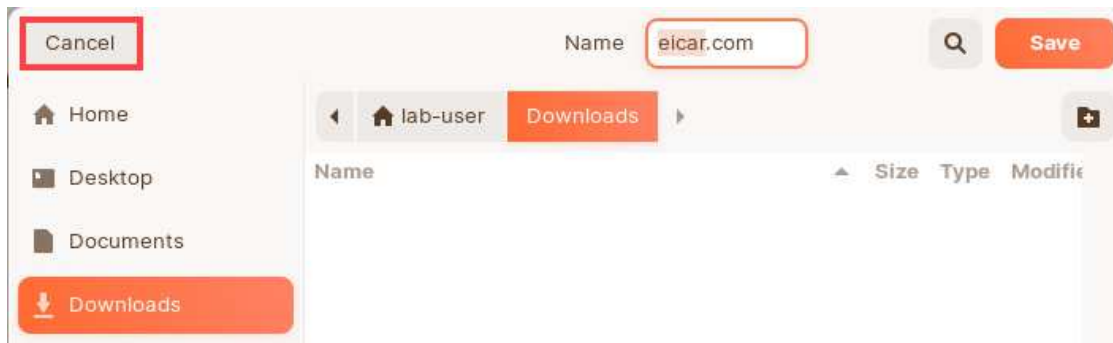 Cancel Name eicar.com Save
Home lab-user Downloads
Name Size Type Modifie
Desktop
Documents
Downloads